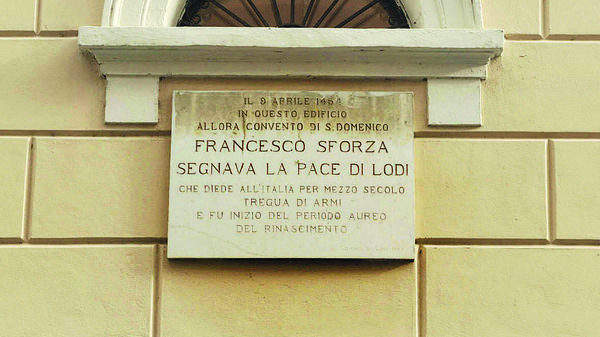 IL 9 APRILE 1454
IN QUESTO EDIFICIO
ALLORA CONVENTO DI S. DOMENICO
FRANCESCO SFORZA
SEGNAVA LA PACE DI LODI
CHE DIEDE ALL'ITALIA PER MEZZO SECOLO
TREGUA DI ARMI
E FU INIZIO DEL PERIODO AUREO
DEL RINASCIMENTO